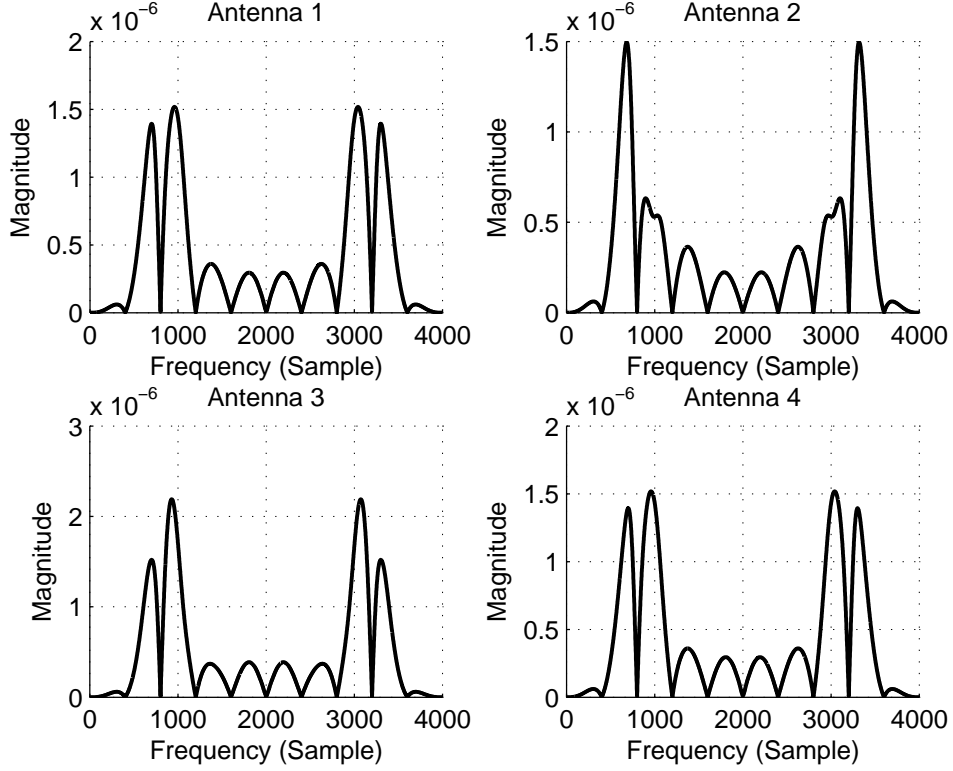 Antenna 1
x 10−6
Magnitude
2
1.5
1
0.5
0
0 1000 2000 3000 4000
Frequency (Sample)
Antenna 2
x 10−6
Magnitude
1.5
1
0.5
0
0 1000 2000 3000 4000
Frequency (Sample)
Antenna 3
x 10−6
Magnitude
3
2
1
0
0 1000 2000 3000 4000
Frequency (Sample)
Antenna 4
x 10−6
Magnitude
2
1.5
1
0.5
0
0 1000 2000 3000 4000
Frequency (Sample)